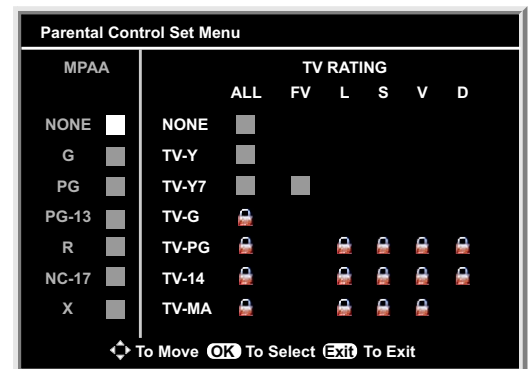 Parental Control Set Menu
MPAA TV RATING
ALL FV L S V D
NONE NONE
G TV-Y
PG TV-Y7
PG-13 TV-G
R TV-PG
NC-17 TV-14
X TV-MA
To Move OK To Select Exit To Exit